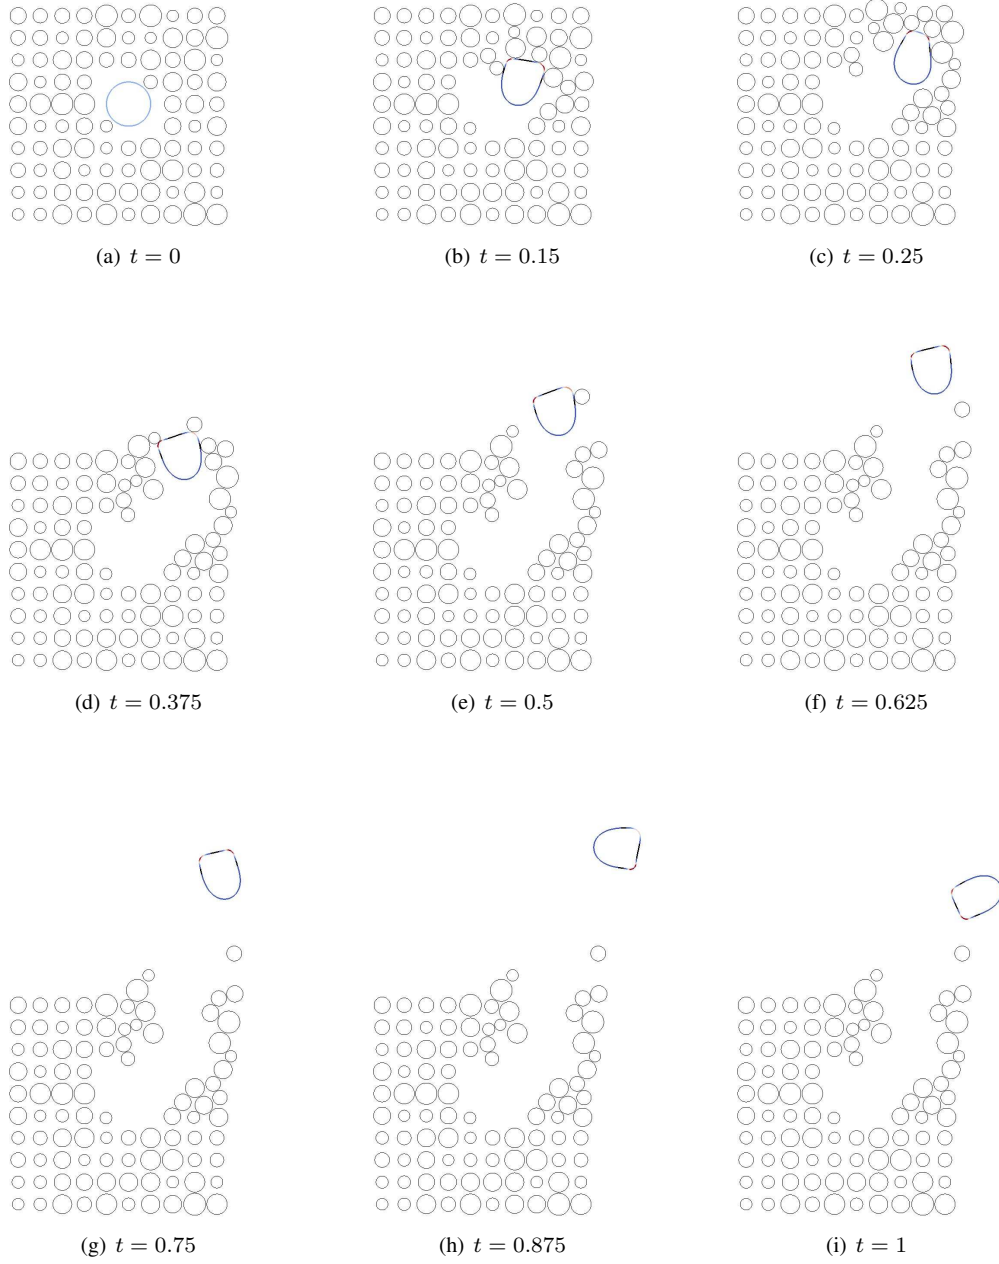 (a) t = 0
(b) t = 0.15
(c) t = 0.25
(d) t = 0.375
(e) t = 0.5
(f) t = 0.625
(g) t = 0.75
(h) t = 0.875
(i) t = 1